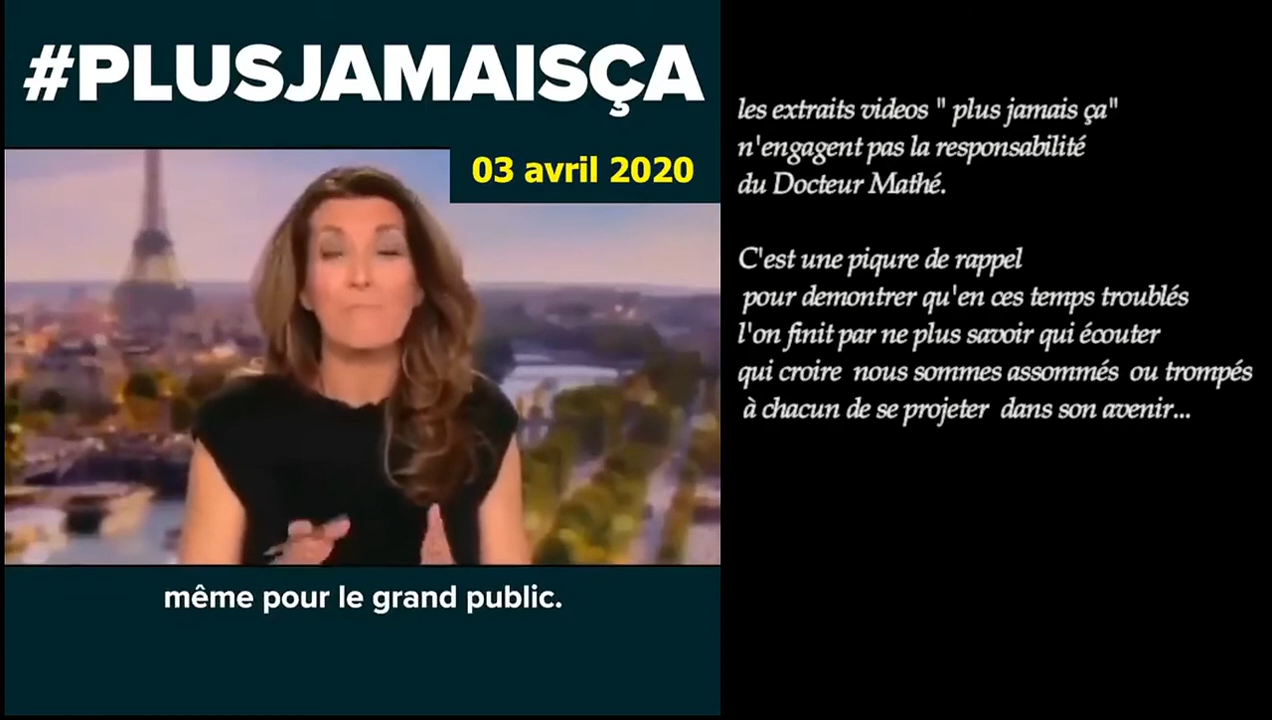 #PLUSJAMAISÇA
03 avril 2020
même pour le grand public.
les extraits videos " plus jamais ça"
n'engagent pas la responsabilité
du Docteur Mathé.
C'est une piqure de rappel
pour demontrer qu'en ces temps troublés
l'on finit par ne plus savoir qui écouter
qui croire nous sommes assommés ou trompés
à chacun de se projeter dans son avenir...